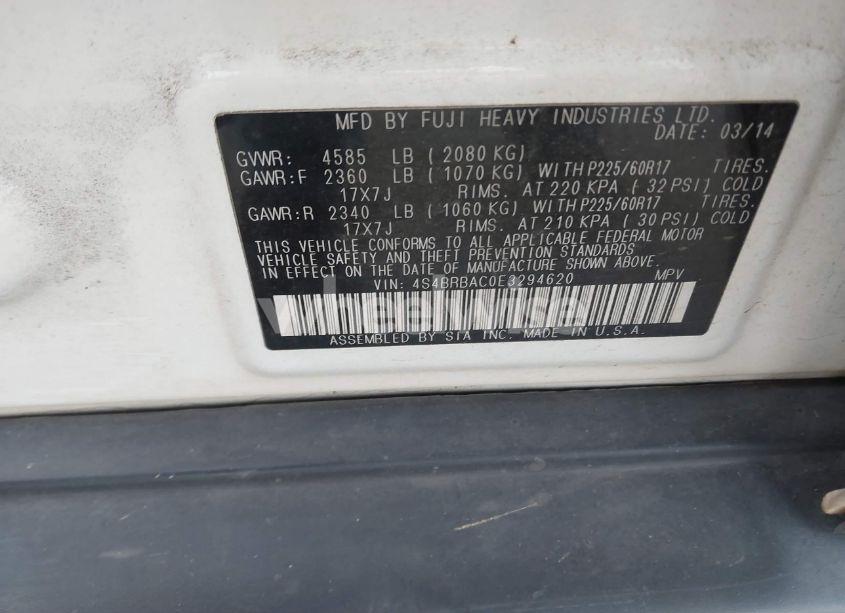 MFD BY FUJI HEAVY INDUSTRIES LTD.
DATE: 03/14
GVWR: 4585 LB ( 2080 KG)
GAWR:F 2360 LB ( 1070 KG) WITH P225/60R17 TIRES.
17X7J RIMS. AT 220 KPA ( 32 PSI) COLD
GAWR:R 2340 LB ( 1060 KG) WITH P225/60R17 TIRES.
17X7J RIMS. AT 210 KPA ( 30 PSI) COLD
THIS VEHICLE CONFORMS TO ALL APPLICABLE FEDERAL MOTOR
VEHICLE SAFETY AND THEFT PREVENTION STANDARDS
IN EFFECT ON THE DATE OF MANUFACTURE SHOWN ABOVE.
VIN: 4S4BRBAC0E3294620 MPV
wheelwise
ASSEMBLED BY SIA INC. MADE IN U.S.A.